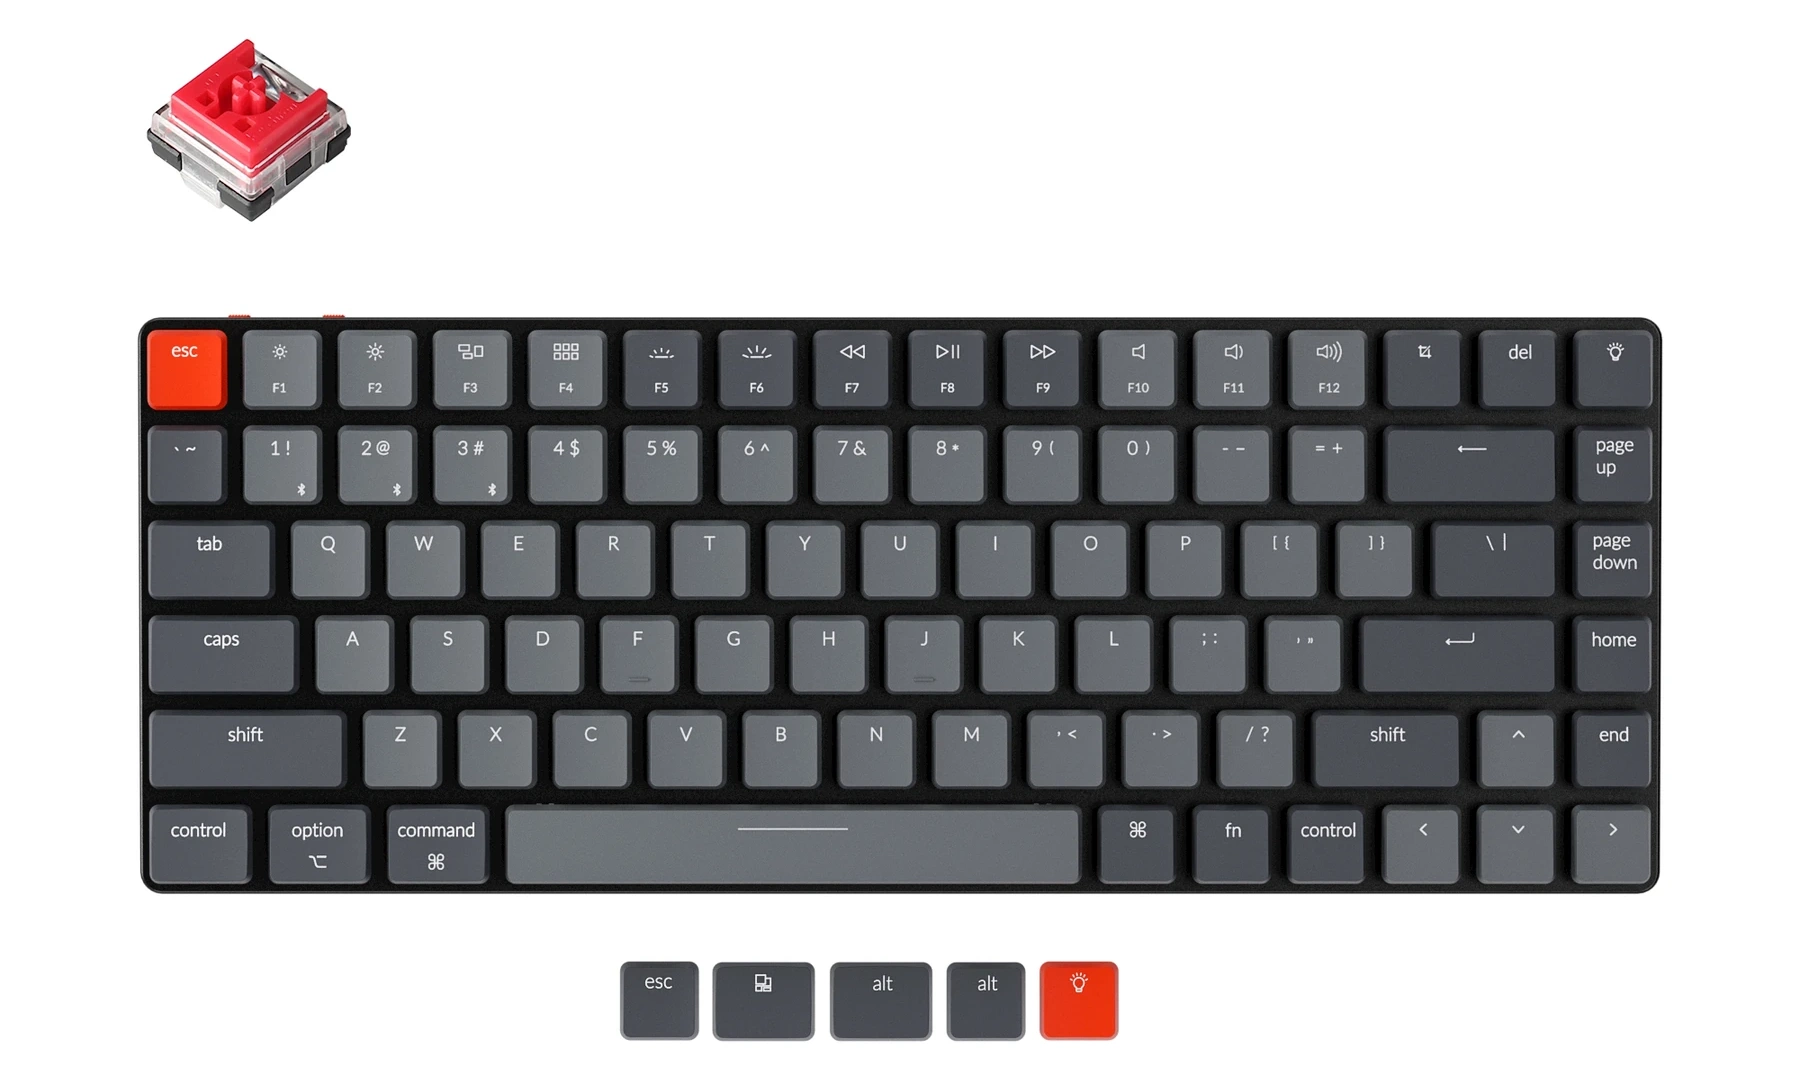 esc F1 F2 F3 F4 F5 F6 F7 F8 F9 F10 F11 F12 del
` ~ 1 ! 2 @ 3 # 4 $ 5 % 6 ^ 7 & 8 * 9 ( 0 ) - – = + ← page up
tab Q W E R T Y U I O P [ { ] } \ | page down
caps A S D F G H J K L ; : ' " home
shift Z X C V B N M , < . > / ? shift ^ end
control option ⌥ command ⌘ ⌘ fn control < ⌄ >
esc alt alt